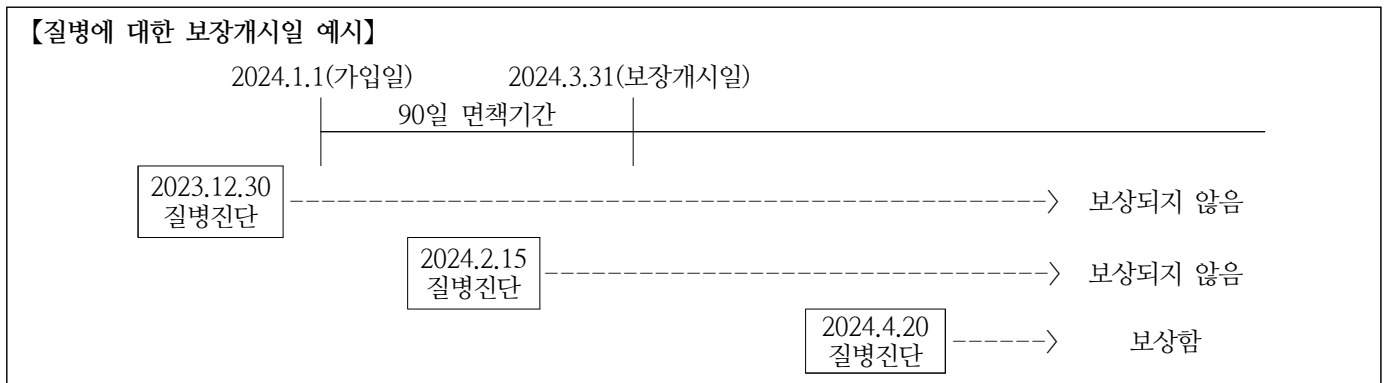 【질병에 대한 보장개시일 예시】
2024.1.1(가입일) 2024.3.31(보장개시일)
90일 면책기간
2023.12.30
질병진단
보상되지 않음
2024.2.15
질병진단
보상되지 않음
2024.4.20
질병진단
보상함